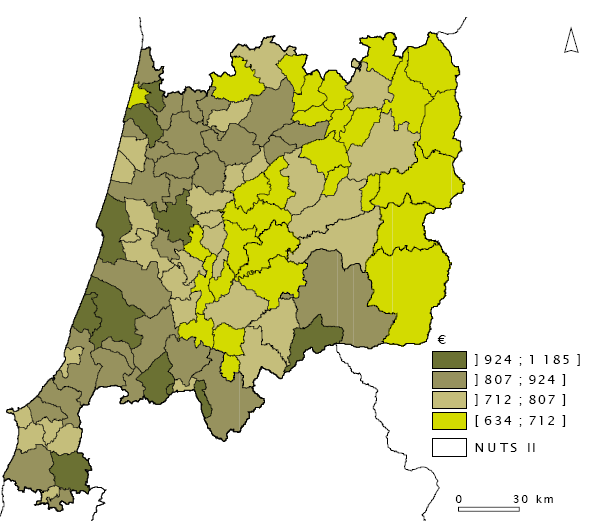 €
] 924 ; 1 185 ]
] 807 ; 924 ]
] 712 ; 807 ]
[ 634 ; 712 ]
NUTS II
0 30 km